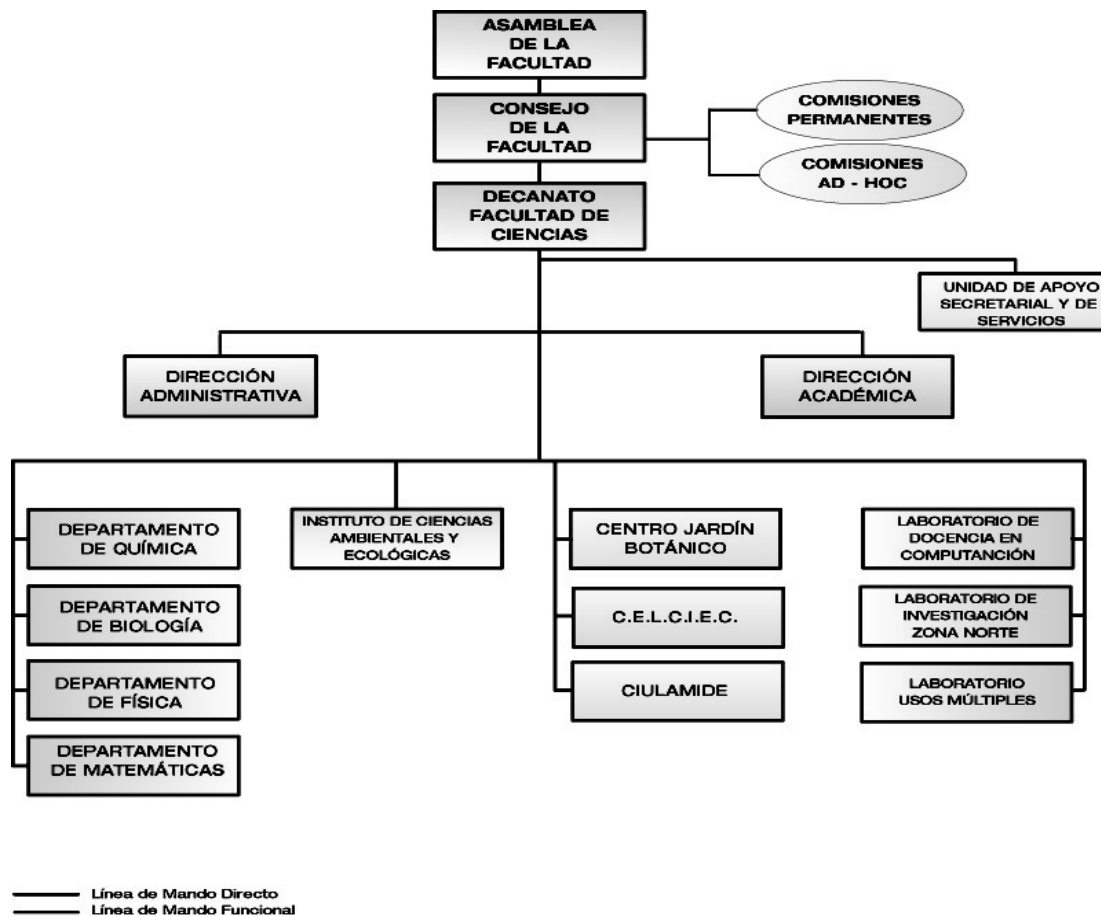 ASAMBLEA
DE LA
FACULTAD
CONSEJO
DE LA
FACULTAD
COMISIONES
PERMANENTES
COMISIONES
AD - HOC
DECANATO
FACULTAD DE
CIENCIAS
UNIDAD DE APOYO
SECRETARIAL Y DE
SERVICIOS
DIRECCIÓN
ADMINISTRATIVA
DIRECCIÓN
ACADÉMICA
DEPARTAMENTO
DE QUÍMICA
DEPARTAMENTO
DE BIOLOGÍA
DEPARTAMENTO
DE FÍSICA
DEPARTAMENTO
DE MATEMÁTICAS
INSTITUTO DE CIENCIAS
AMBIENTALES Y
ECOLÓGICAS
CENTRO JARDÍN
BOTÁNICO
C.E.L.C.I.E.C.
CIULAMIDE
LABORATORIO DE
DOCENCIA EN
COMPUTANCIÓN
LABORATORIO DE
INVESTIGACIÓN
ZONA NORTE
LABORATORIO
USOS MÚLTIPLES
Línea de Mando Directo
Línea de Mando Funcional